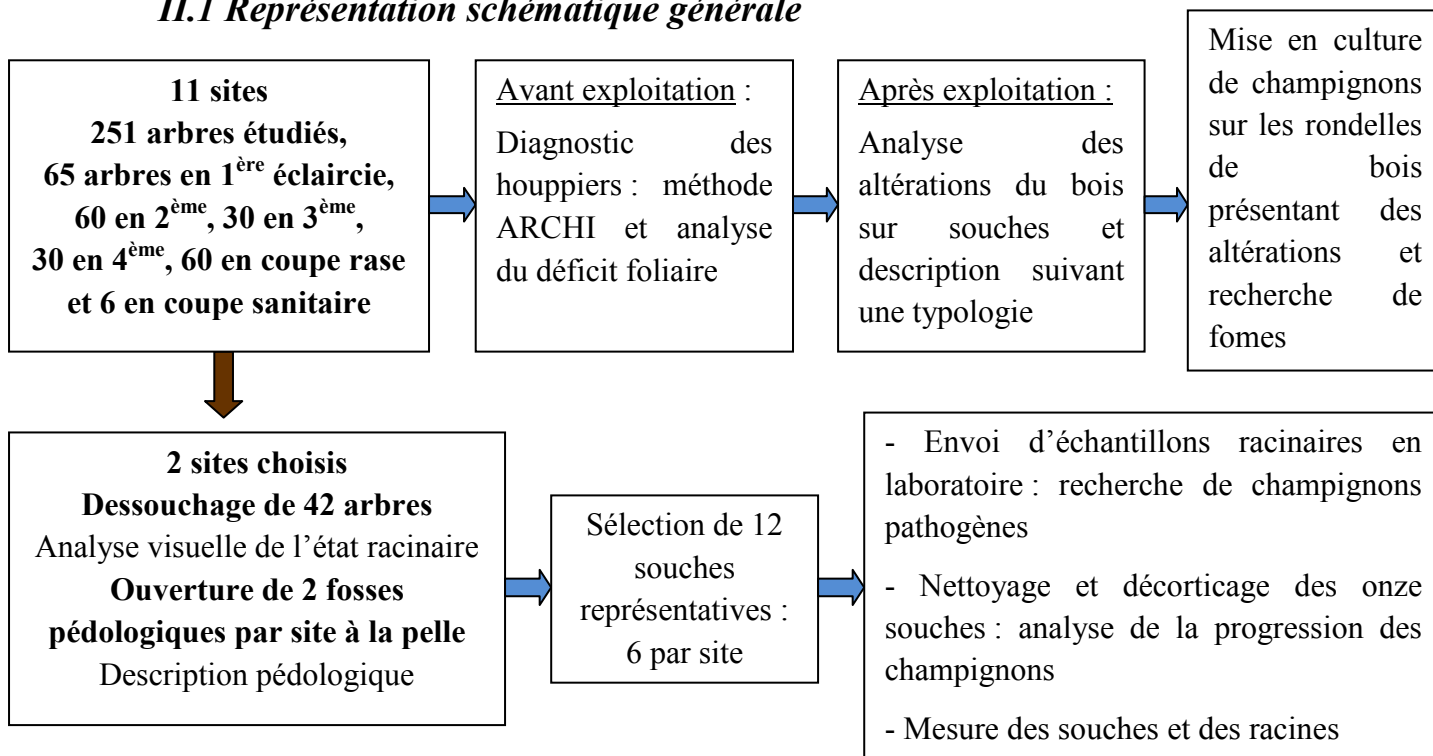 II.1 Représentation schématique générale
11 sites
251 arbres étudiés,
65 arbres en 1ère éclaircie,
60 en 2ème, 30 en 3ème,
30 en 4ème, 60 en coupe rase
et 6 en coupe sanitaire
Avant exploitation :
Diagnostic des
houppiers : méthode
ARCHI et analyse
du déficit foliaire
Après exploitation :
Analyse des
altérations du bois
sur souches et
description suivant
une typologie
Mise en culture
de champignons
sur les rondelles
de bois
présentant des
altérations et
recherche de
fomes
2 sites choisis
Dessouchage de 42 arbres
Analyse visuelle de l’état racinaire
Ouverture de 2 fosses
pédologiques par site à la pelle
Description pédologique
Sélection de 12
souches
représentatives :
6 par site
- Envoi d’échantillons racinaires en
laboratoire : recherche de champignons
pathogènes
- Nettoyage et décorticage des onze
souches : analyse de la progression des
champignons
- Mesure des souches et des racines